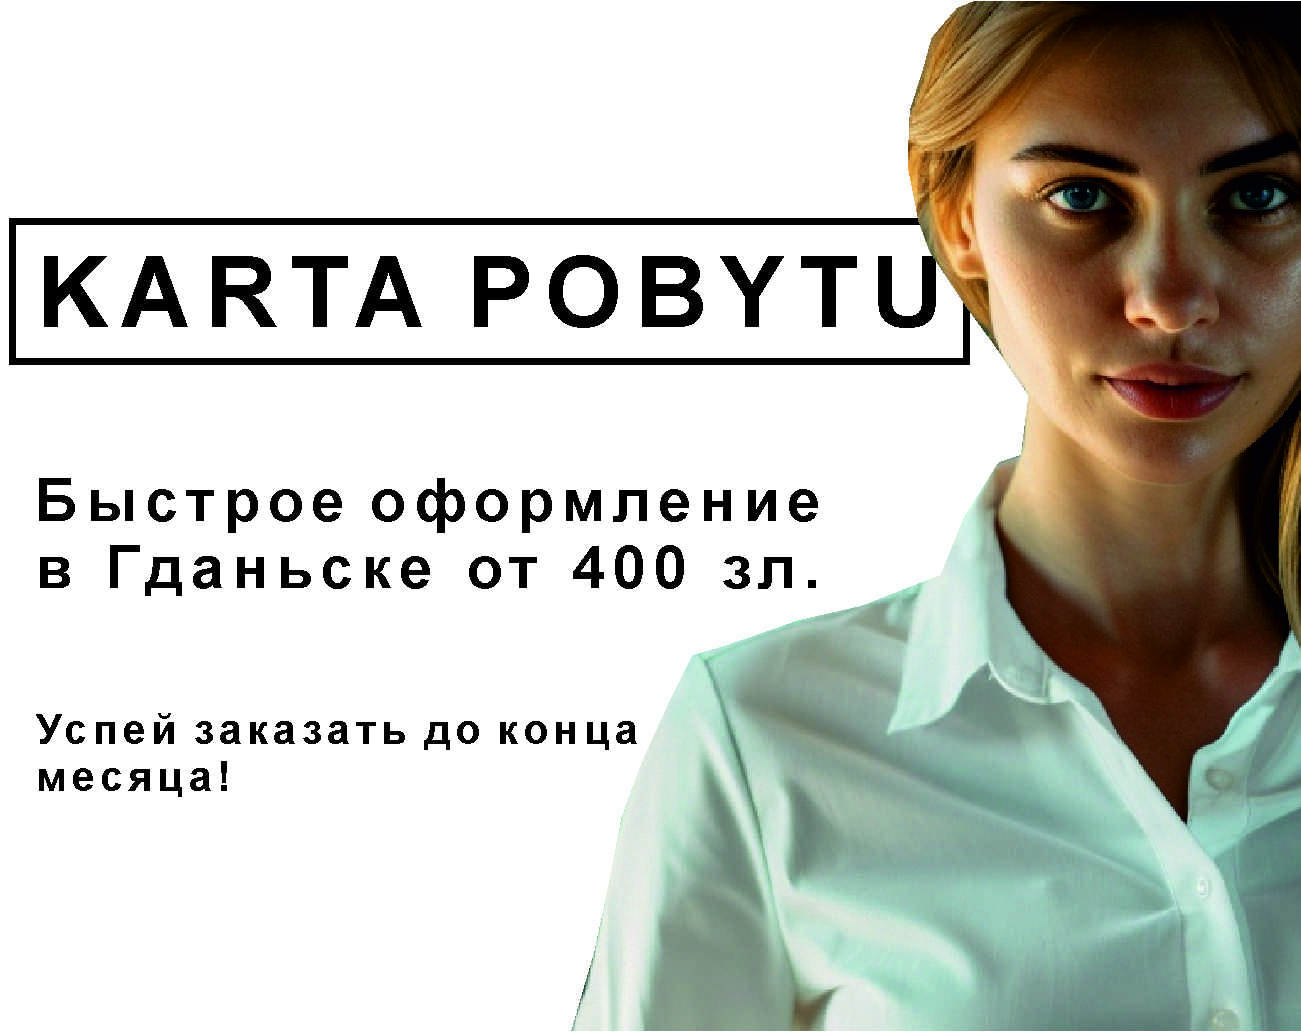 KARTA POBYTU
Быстрое оформление
в Гданьске от 400 зл.
Успей заказать до конца
месяца!